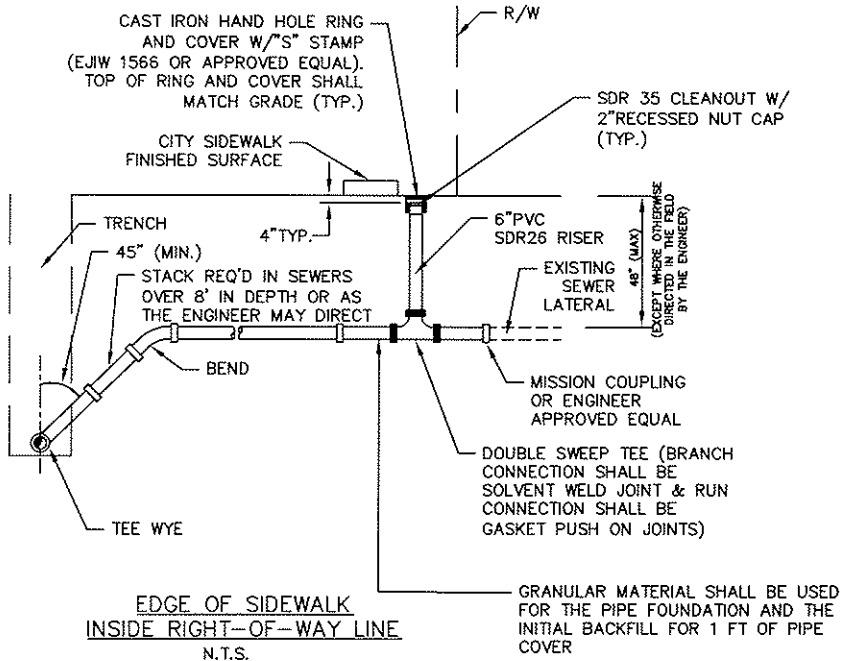 CAST IRON HAND HOLE RING
AND COVER W/"S" STAMP
(EJIW 1566 OR APPROVED EQUAL).
TOP OF RING AND COVER SHALL
MATCH GRADE (TYP.)
R/W
SDR 35 CLEANOUT W/
2"RECESSED NUT CAP
(TYP.)
CITY SIDEWALK
FINISHED SURFACE
TRENCH
4"TYP.
6"PVC
SDR26 RISER
48" (MAX)
(EXCEPT WHERE OTHERWISE
DIRECTED IN THE FIELD
BY THE ENGINEER)
45° (MIN.)
STACK REQ'D IN SEWERS
OVER 8' IN DEPTH OR AS
THE ENGINEER MAY DIRECT
EXISTING
SEWER
LATERAL
BEND
MISSION COUPLING
OR ENGINEER
APPROVED EQUAL
DOUBLE SWEEP TEE (BRANCH
CONNECTION SHALL BE
SOLVENT WELD JOINT & RUN
CONNECTION SHALL BE
GASKET PUSH ON JOINTS)
TEE WYE
GRANULAR MATERIAL SHALL BE USED
FOR THE PIPE FOUNDATION AND THE
INITIAL BACKFILL FOR 1 FT OF PIPE
COVER
EDGE OF SIDEWALK
INSIDE RIGHT-OF-WAY LINE
N.T.S.